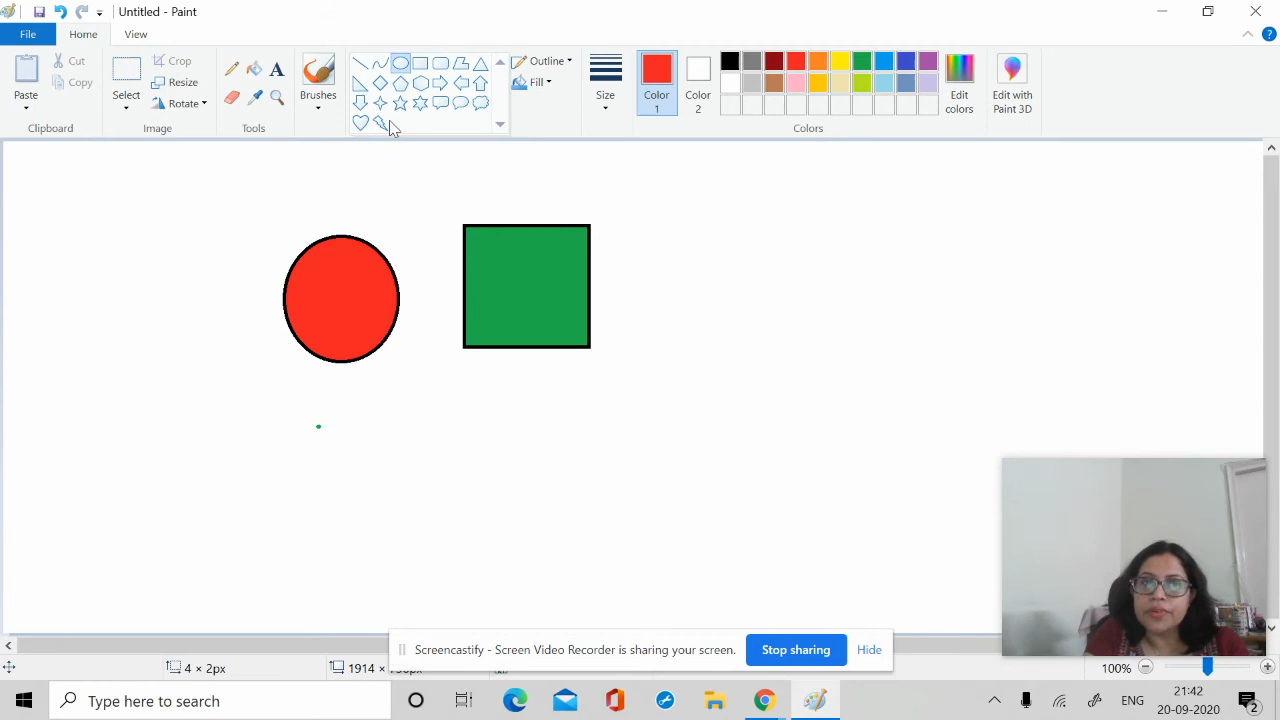 Untitled - Paint
File
Home
View
Paste
Cut
Copy
Clipboard
Select
Crop
Resize
Rotate
Image
A
Tools
Brushes
Outline
Fill
Size
Color
1
Color
2
Edit
colors
Edit with
Paint 3D
Colors
Screencastify - Screen Video Recorder is sharing your screen.
Stop sharing
Hide
4 × 2px
1914 ×
100%
Type here to search
ENG
21:42
20-09-2020
2